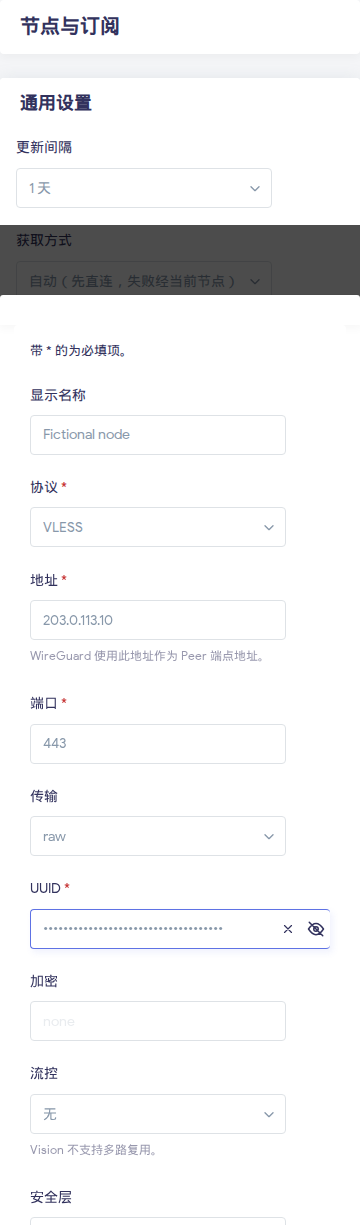 节点与订阅
通用设置
更新间隔
1 天
获取方式
自动（先直连，失败经当前节点）
带 * 的为必填项。
显示名称
Fictional node
协议 *
VLESS
地址 *
203.0.113.10
WireGuard 使用此地址作为 Peer 端点地址。
端口 *
443
传输
raw
UUID *
••••••••••••••••••••••••••••••••••••
加密
none
流控
无
Vision 不支持多路复用。
安全层